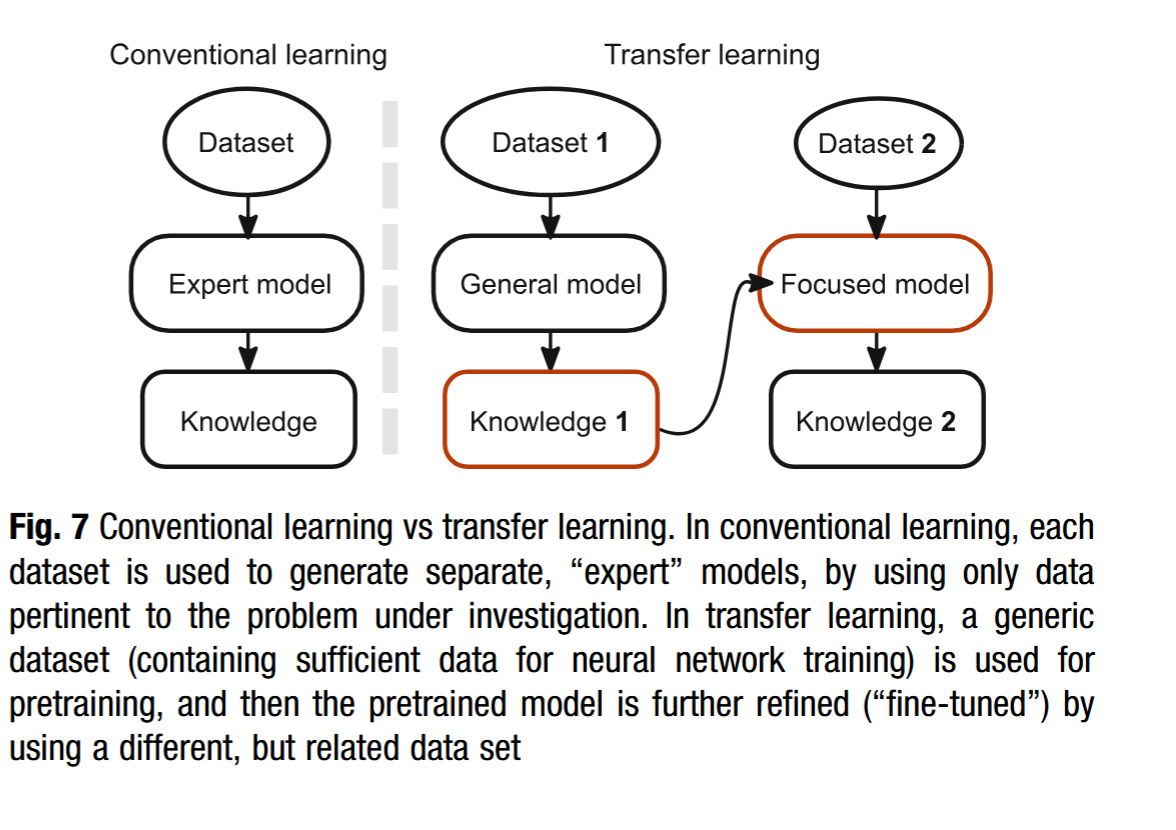 Conventional learning
Transfer learning
Dataset
Dataset 1
Dataset 2
Expert model
General model
Focused model
Knowledge
Knowledge 1
Knowledge 2
Fig. 7 Conventional learning vs transfer learning. In conventional learning, each
dataset is used to generate separate, “expert” models, by using only data
pertinent to the problem under investigation. In transfer learning, a generic
dataset (containing sufficient data for neural network training) is used for
pretraining, and then the pretrained model is further refined (“fine-tuned”) by
using a different, but related data set